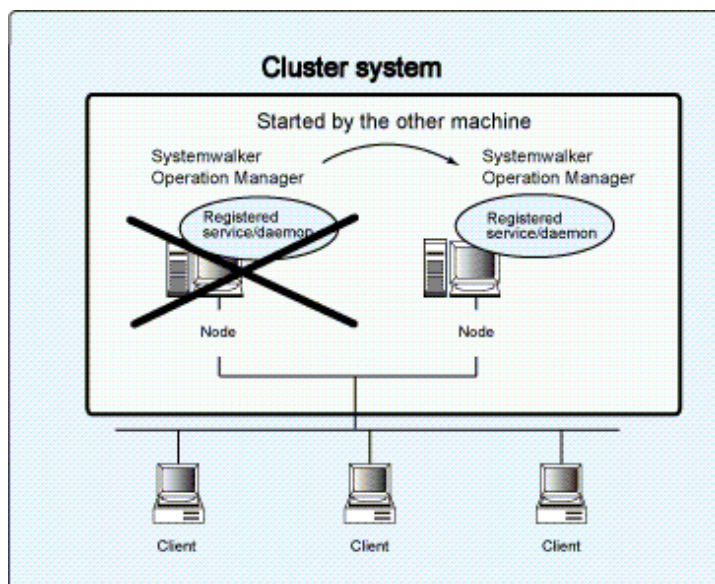 Cluster system
Started by the other machine
Systemwalker
Operation Manager
Systemwalker
Operation Manager
Registered
service/daemon
Registered
service/daemon
Node
Node
Client
Client
Client